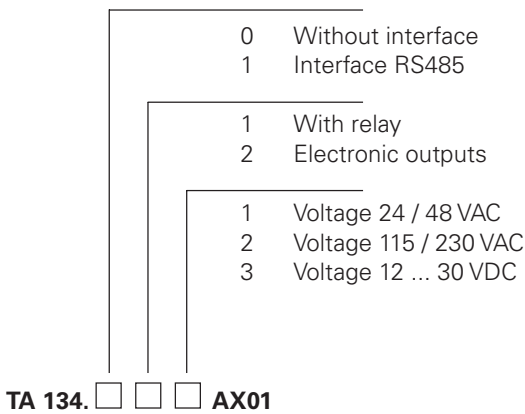 0 Without interface
1 Interface RS485
1 With relay
2 Electronic outputs
1 Voltage 24 / 48 VAC
2 Voltage 115 / 230 VAC
3 Voltage 12 ... 30 VDC
TA 134. □ □ □ AX01